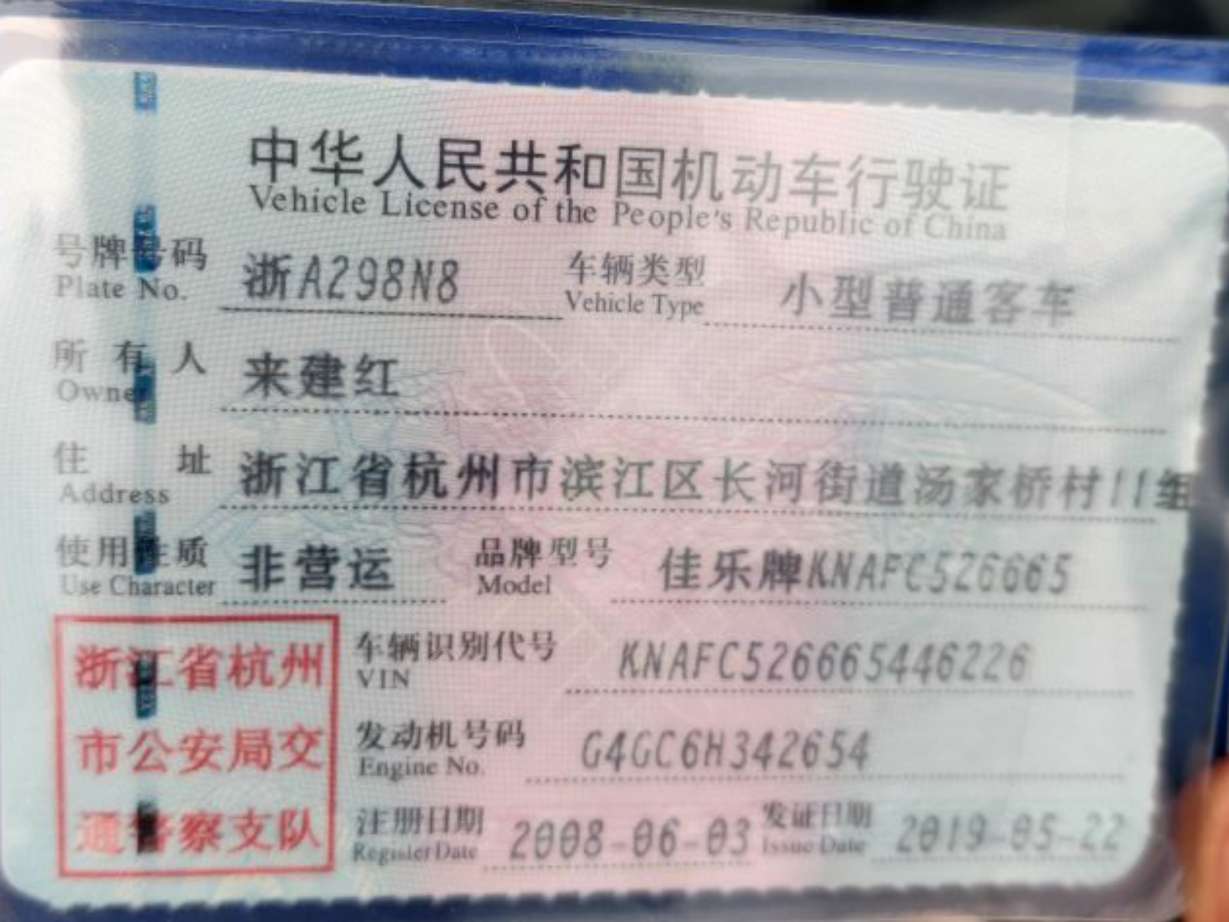 中华人民共和国机动车行驶证
Vehicle License of the People's Republic of China
号牌号码 浙A298N8 车辆类型 小型普通客车
Plate No. Vehicle Type
所有人 来建红
Owner
住址 浙江省杭州市滨江区长河街道汤家桥村11组
Address
使用性质 非营运 品牌型号 佳乐牌KNAFC526665
Use Character Model
浙江省杭州
市公安局交
通警察支队
车辆识别代号 KNAFC526665446226
VIN
发动机号码 G4GC6H342654
Engine No.
注册日期 2008-06-03 发证日期 2019-05-22
Register Date Issue Date